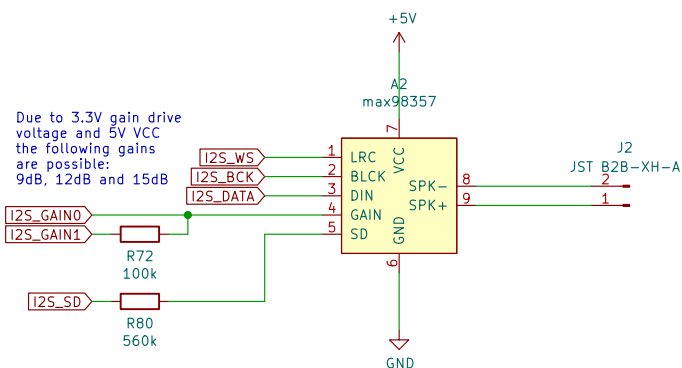 +5V
A2
max98357
Due to 3.3V gain drive
voltage and 5V VCC
the following gains
are possible:
9dB, 12dB and 15dB
J2
JST B2B-XH-A
7
VCC
I2S_WS
1
LRC
I2S_BCK
2
BLCK
I2S_DATA
3
DIN
SPK-
8
2
SPK+
9
1
I2S_GAIN0
4
GAIN
I2S_GAIN1
5
SD
GND
6
R72
100k
I2S_SD
R80
560k
GND